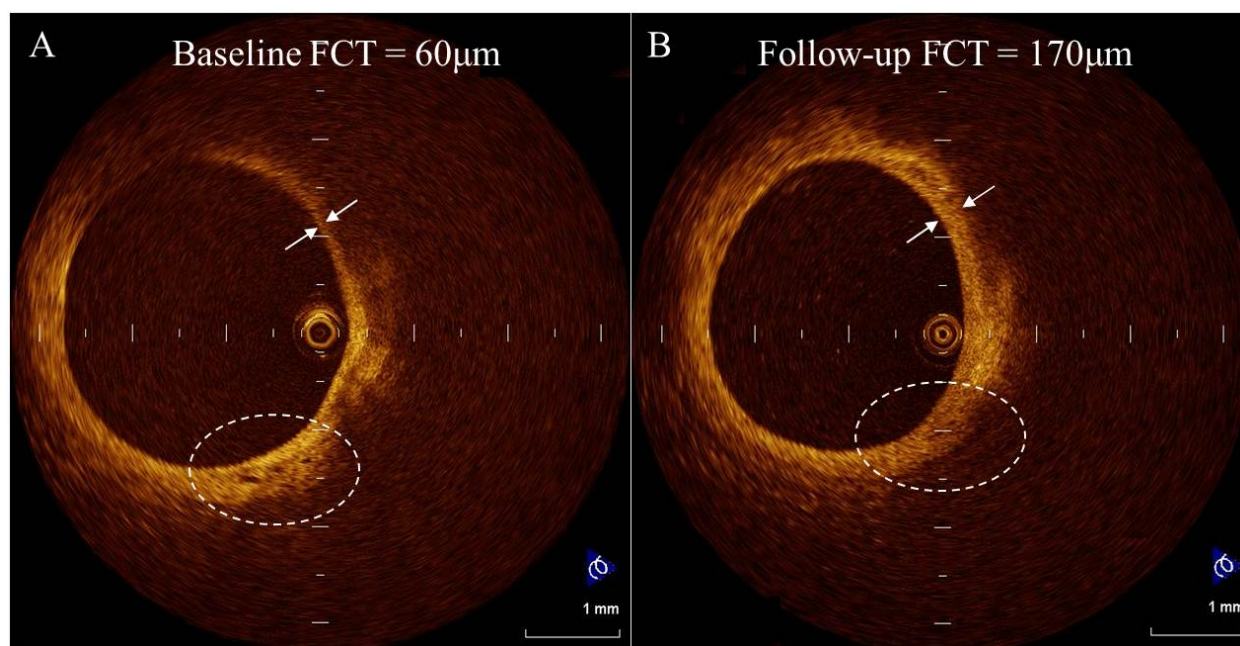 A
Baseline FCT = 60μm
B
Follow-up FCT = 170μm
1 mm
1 mm